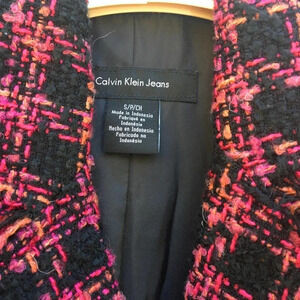 Calvin Klein Jeans
S/P/CH
Made in Indonesia
Fabriqué en
Indonésie
Hecho en Indonesia
Fabricado na
Indonésia